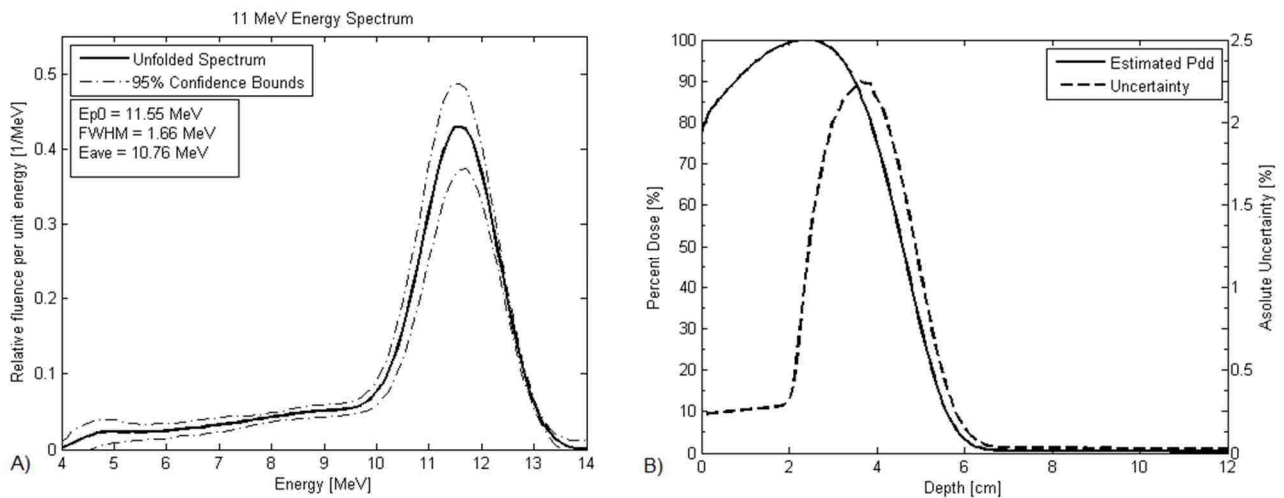 11 MeV Energy Spectrum
Unfolded Spectrum
95% Confidence Bounds
Ep0 = 11.55 MeV
FWHM = 1.66 MeV
Eave = 10.76 MeV
Relative fluence per unit energy [1/MeV]
0.5
0.4
0.3
0.2
0.1
0
4 5 6 7 8 9 10 11 12 13 14
Energy [MeV]
A)
Estimated Pdd
Uncertainty
Percent Dose [%]
100
90
80
70
60
50
40
30
20
10
0
0 2 4 6 8 10 12
Depth [cm]
2.5
2
1.5
1
0.5
0
Asolute Uncertainty [%]
B)